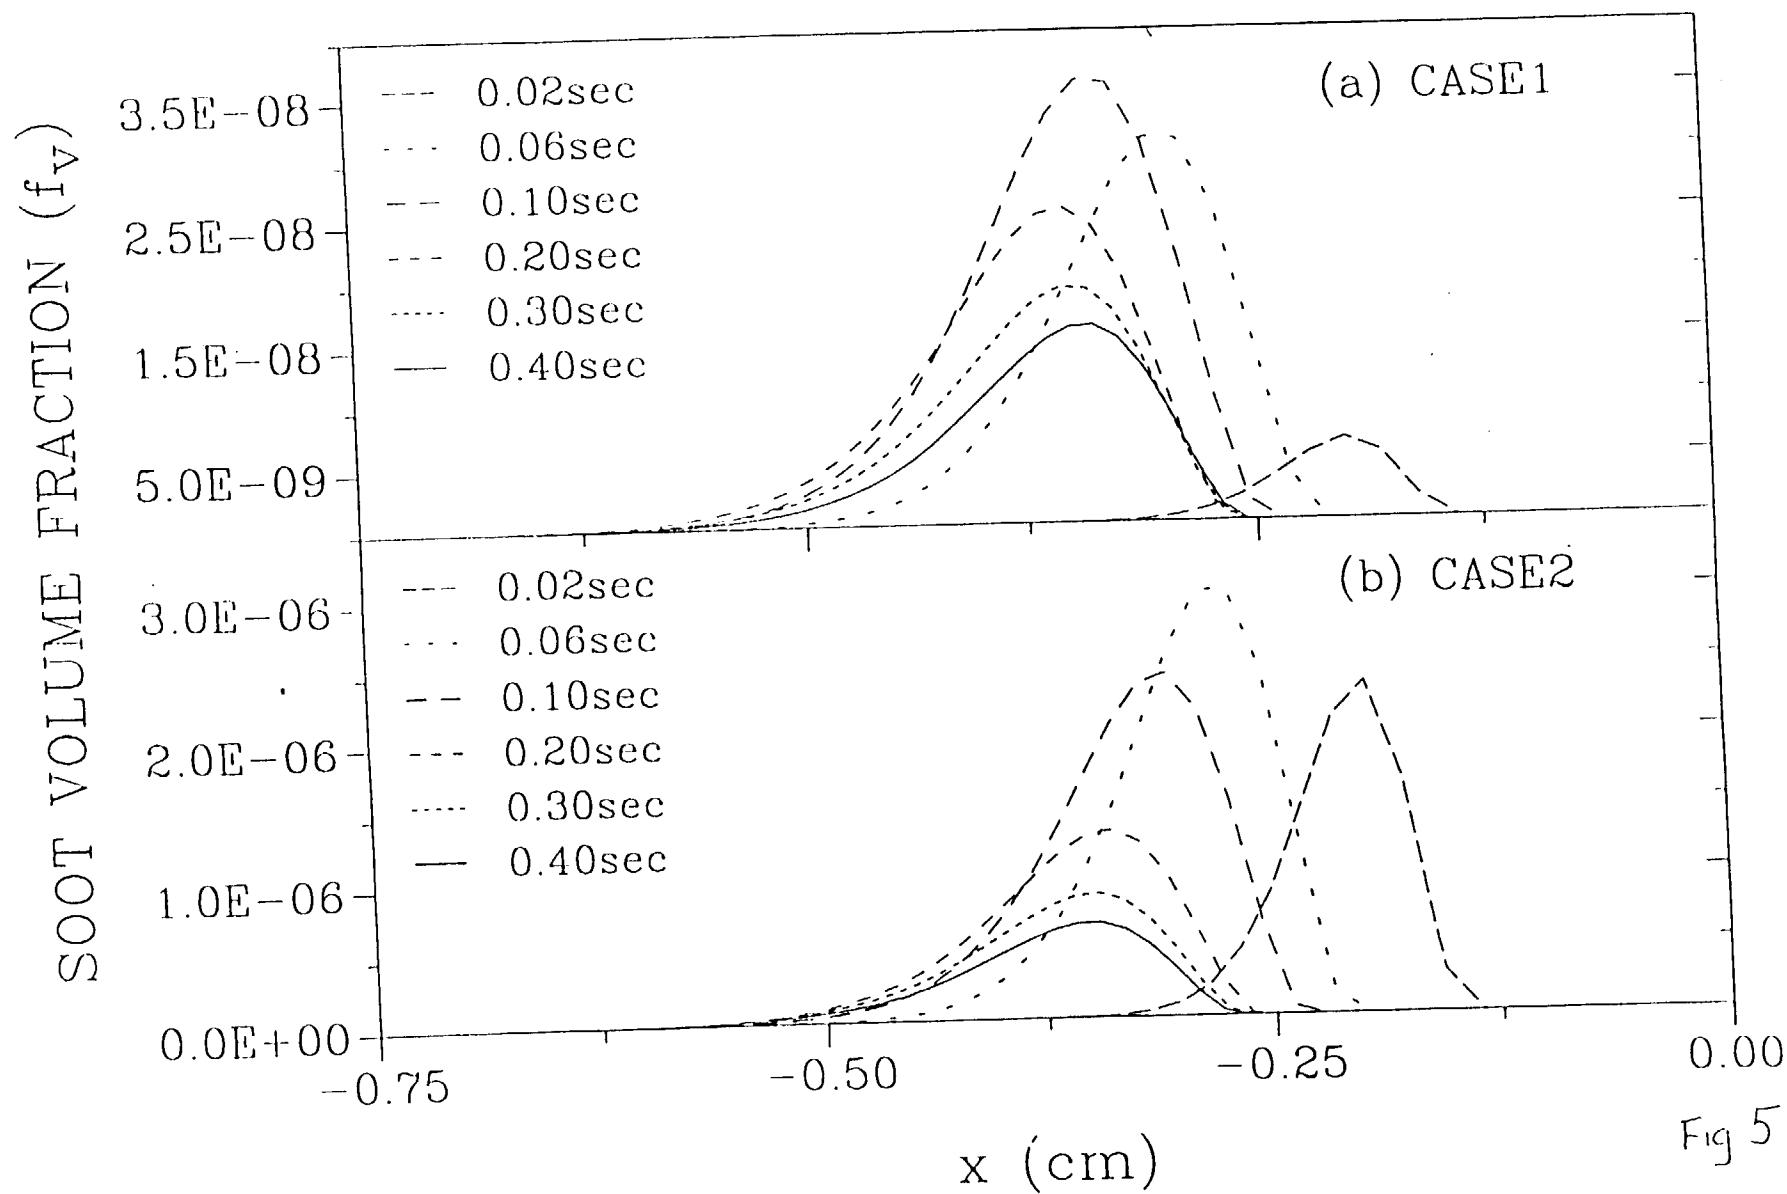 SOOT VOLUME FRACTION (fv)
(a) CASE1
3.5E-08
2.5E-08
1.5E-08
5.0E-09
0.02sec
0.06sec
0.10sec
0.20sec
0.30sec
0.40sec
(b) CASE2
3.0E-06
2.0E-06
1.0E-06
0.0E+00
0.02sec
0.06sec
0.10sec
0.20sec
0.30sec
0.40sec
-0.75
-0.50
-0.25
0.00
x (cm)
Fig 5